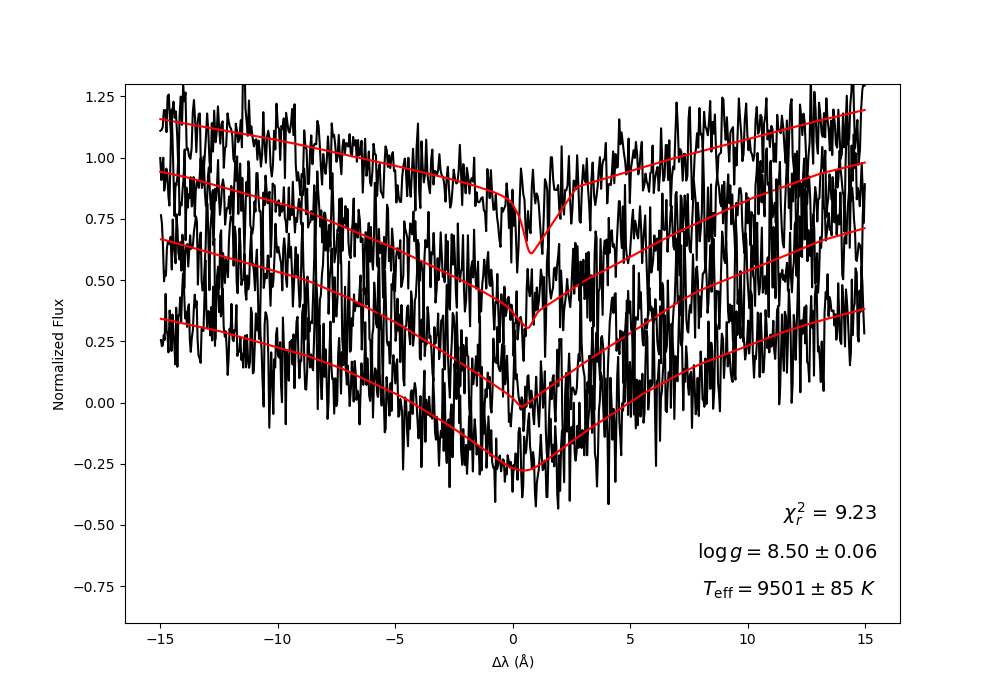 1.25
1.00
0.75
0.50
0.25
0.00
−0.25
−0.50
−0.75
Normalized Flux
χ²ᵣ = 9.23
log g = 8.50 ± 0.06
T_eff = 9501 ± 85 K
−15 −10 −5 0 5 10 15
Δλ (Å)